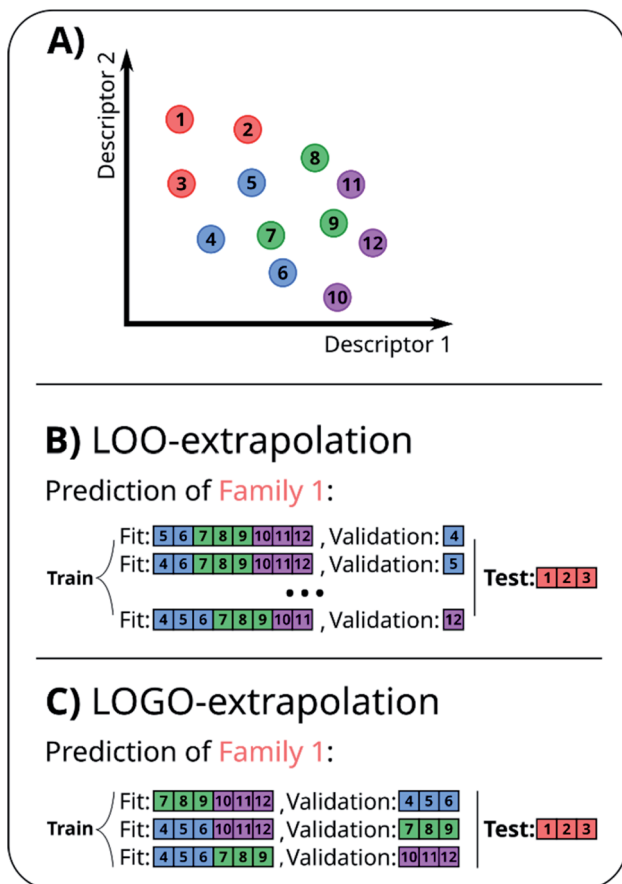 A)
Descriptor 2
1
2
8
3
5
11
9
4
7
12
6
10
Descriptor 1
B) LOO-extrapolation
Prediction of Family 1:
Fit: 5 6 7 8 9 10 11 12 , Validation: 4
Fit: 4 6 7 8 9 10 11 12 , Validation: 5
Train
Test: 1 2 3
...
Fit: 4 5 6 7 8 9 10 11 , Validation: 12
C) LOGO-extrapolation
Prediction of Family 1:
Fit: 7 8 9 10 11 12 , Validation: 4 5 6
Train Fit: 4 5 6 10 11 12 , Validation: 7 8 9 Test: 1 2 3
Fit: 4 5 6 7 8 9 , Validation: 10 11 12